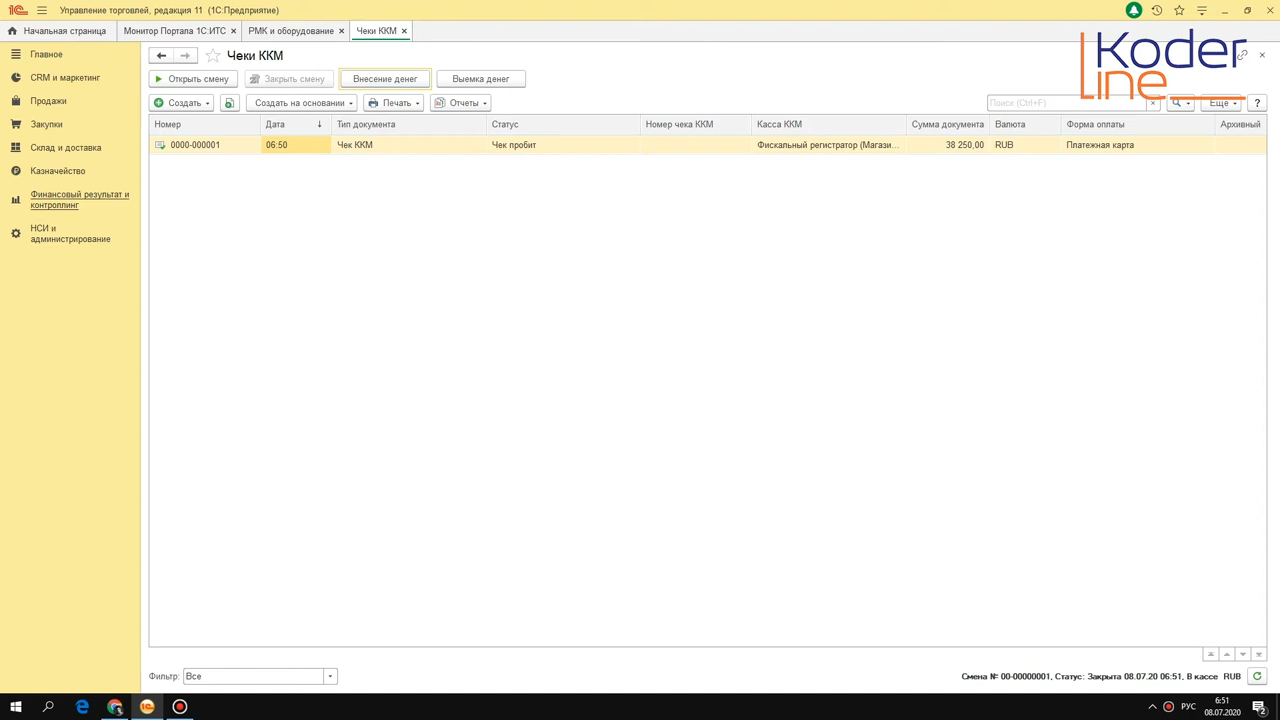 1С Управление торговлей, редакция 11 (1С:Предприятие)
Начальная страница
Монитор Портала 1С:ИТС ×
РМК и оборудование ×
Чеки ККМ ×
Koder
line
Главное
CRM и маркетинг
Продажи
Закупки
Склад и доставка
Казначейство
Финансовый результат и
контроллинг
НСИ и
администрирование
Чеки ККМ
Открыть смену
Закрыть смену
Внесение денег
Выемка денег
Создать
Создать на основании
Печать
Отчеты
Поиск (Ctrl+F)
×
Еще
?
Номер Дата ↓ Тип документа Статус Номер чека ККМ Касса ККМ Сумма документа Валюта Форма оплаты Архивный
0000-000001 06:50 Чек ККМ Чек пробит Фискальный регистратор (Магази... 38 250,00 RUB Платежная карта
Фильтр: Все
Смена № 00-00000001, Статус: Закрыта 08.07.20 06:51, В кассе RUB
РУС
6:51
08.07.2020
2